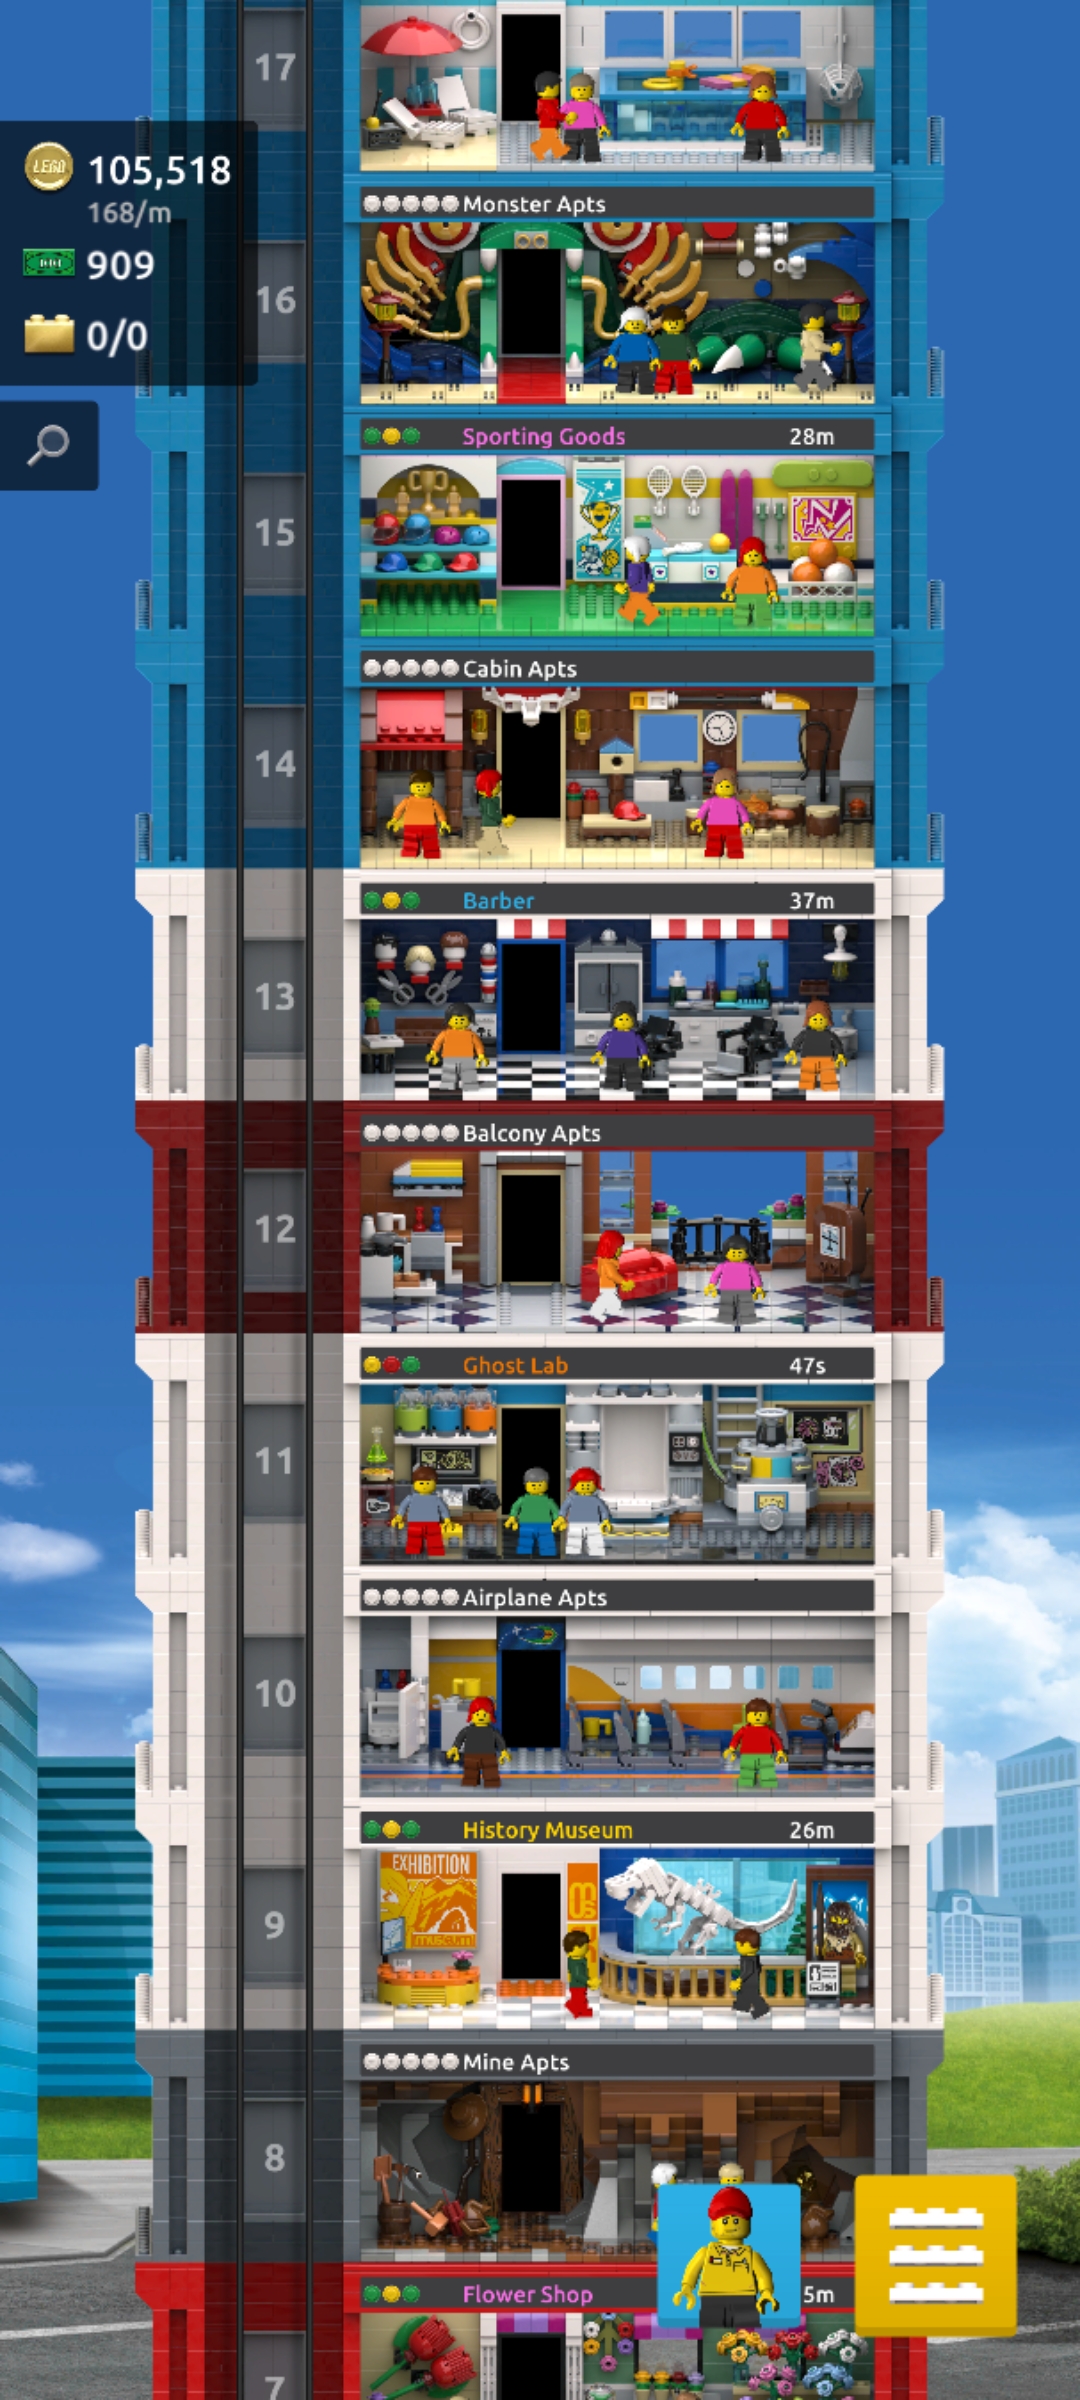 17
LEGO
105,518
168/m
909
0/0
Monster Apts
16
Sporting Goods 28m
15
Cabin Apts
14
Barber 37m
13
Balcony Apts
12
Ghost Lab 47s
11
Airplane Apts
10
History Museum 26m
EXHIBITION
museum
9
Mine Apts
8
Flower Shop 5m
7